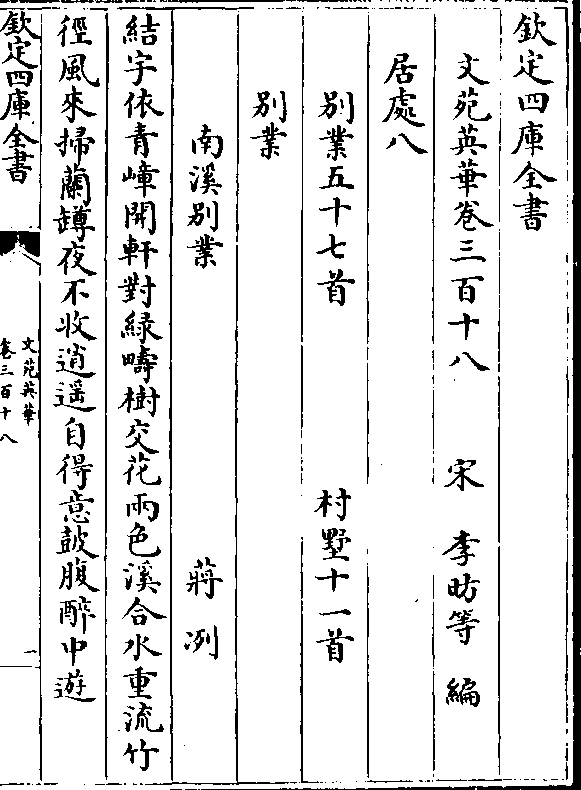 欽定四庫全書
文苑英華卷三百十八 宋 李昉等 編
居處八
別業五十七首 村墅十一首
別業
南溪別業 蔣冽
結宇依青嶂開軒對緑疇樹交花兩色溪合水重流竹
徑風來掃蘭罇夜不收逍遥自得意皷腹醉中遊
欽定四庫全書
文苑英華
卷三百十八
一